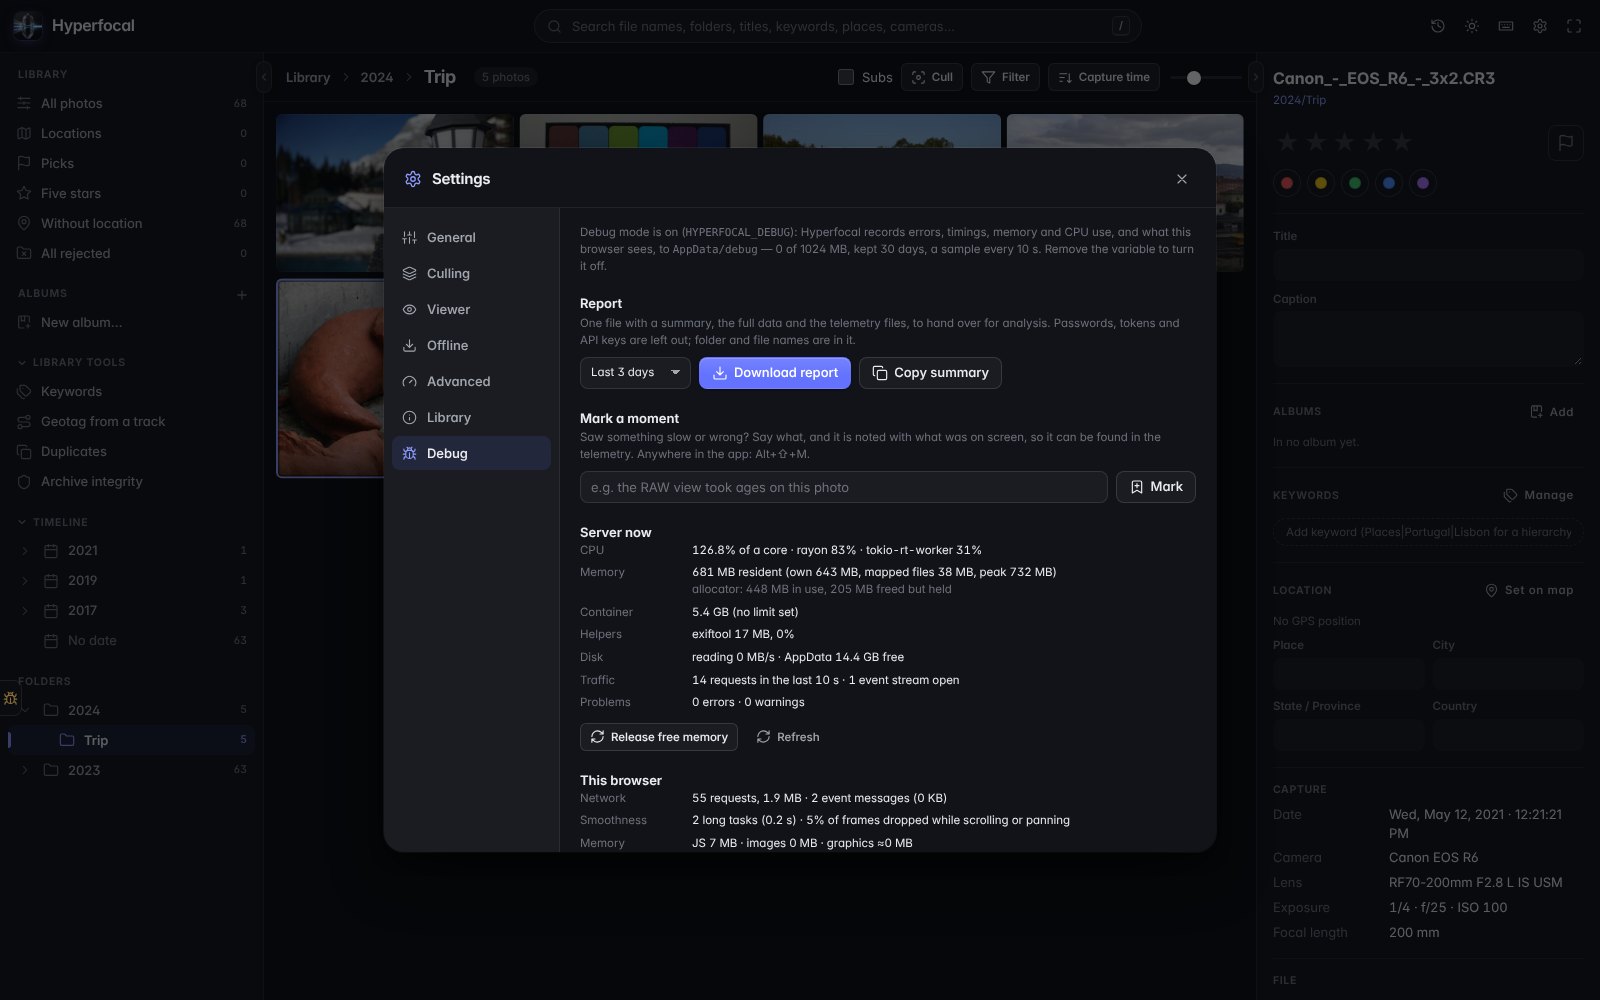 Hyperfocal
Search file names, folders, titles, keywords, places, cameras...
/
LIBRARY
All photos 68
Locations 0
Picks 0
Five stars 0
Without location 68
All rejected 0
ALBUMS
New album...
LIBRARY TOOLS
Keywords
Geotag from a track
Duplicates
Archive integrity
TIMELINE
2021 1
2019 1
2017 3
No date 63
FOLDERS
2024 5
Trip 5
2023 63
Library 2024 Trip 5 photos
Subs Cull Filter Capture time
Settings
General
Culling
Viewer
Offline
Advanced
Library
Debug
Debug mode is on (HYPERFOCAL_DEBUG): Hyperfocal records errors, timings, memory and CPU use, and what this
browser sees, to AppData/debug — 0 of 1024 MB, kept 30 days, a sample every 10 s. Remove the variable to turn
it off.
Report
One file with a summary, the full data and the telemetry files, to hand over for analysis. Passwords, tokens and
API keys are left out; folder and file names are in it.
Last 3 days Download report Copy summary
Mark a moment
Saw something slow or wrong? Say what, and it is noted with what was on screen, so it can be found in the
telemetry. Anywhere in the app: Alt+⇧+M.
e.g. the RAW view took ages on this photo Mark
Server now
CPU 126.8% of a core · rayon 83% · tokio-rt-worker 31%
Memory 681 MB resident (own 643 MB, mapped files 38 MB, peak 732 MB)
allocator: 448 MB in use, 205 MB freed but held
Container 5.4 GB (no limit set)
Helpers exiftool 17 MB, 0%
Disk reading 0 MB/s · AppData 14.4 GB free
Traffic 14 requests in the last 10 s · 1 event stream open
Problems 0 errors · 0 warnings
Release free memory Refresh
This browser
Network 55 requests, 1.9 MB · 2 event messages (0 KB)
Smoothness 2 long tasks (0.2 s) · 5% of frames dropped while scrolling or panning
Memory JS 7 MB · images 0 MB · graphics ≈0 MB
Canon_-_EOS_R6_-_3x2.CR3
2024/Trip
Title
Caption
ALBUMS Add
In no album yet.
KEYWORDS Manage
Add keyword (Places|Portugal|Lisbon for a hierarchy
LOCATION Set on map
No GPS position
Place City
State / Province Country
CAPTURE
Date Wed, May 12, 2021 · 12:21:21
PM
Camera Canon EOS R6
Lens RF70-200mm F2.8 L IS USM
Exposure 1/4 · f/25 · ISO 100
Focal length 200 mm
FILE